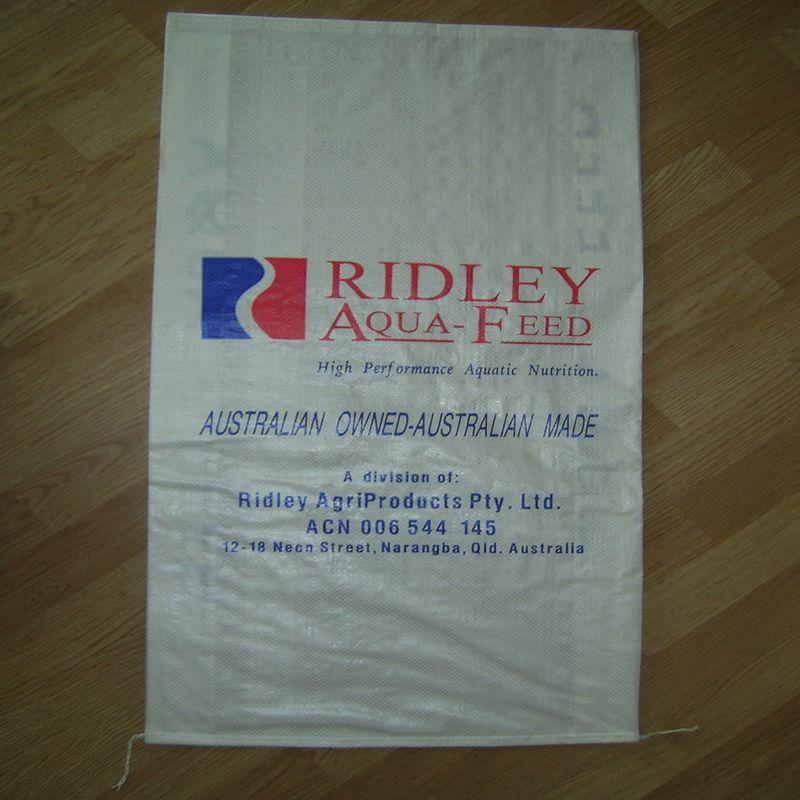 RIDLEY
AQUA-FEED
High Performance Aquatic Nutrition.
AUSTRALIAN OWNED-AUSTRALIAN MADE
A division of:
Ridley AgriProducts Pty. Ltd.
ACN 006 544 145
12-18 Neon Street, Narangba, Qld. Australia